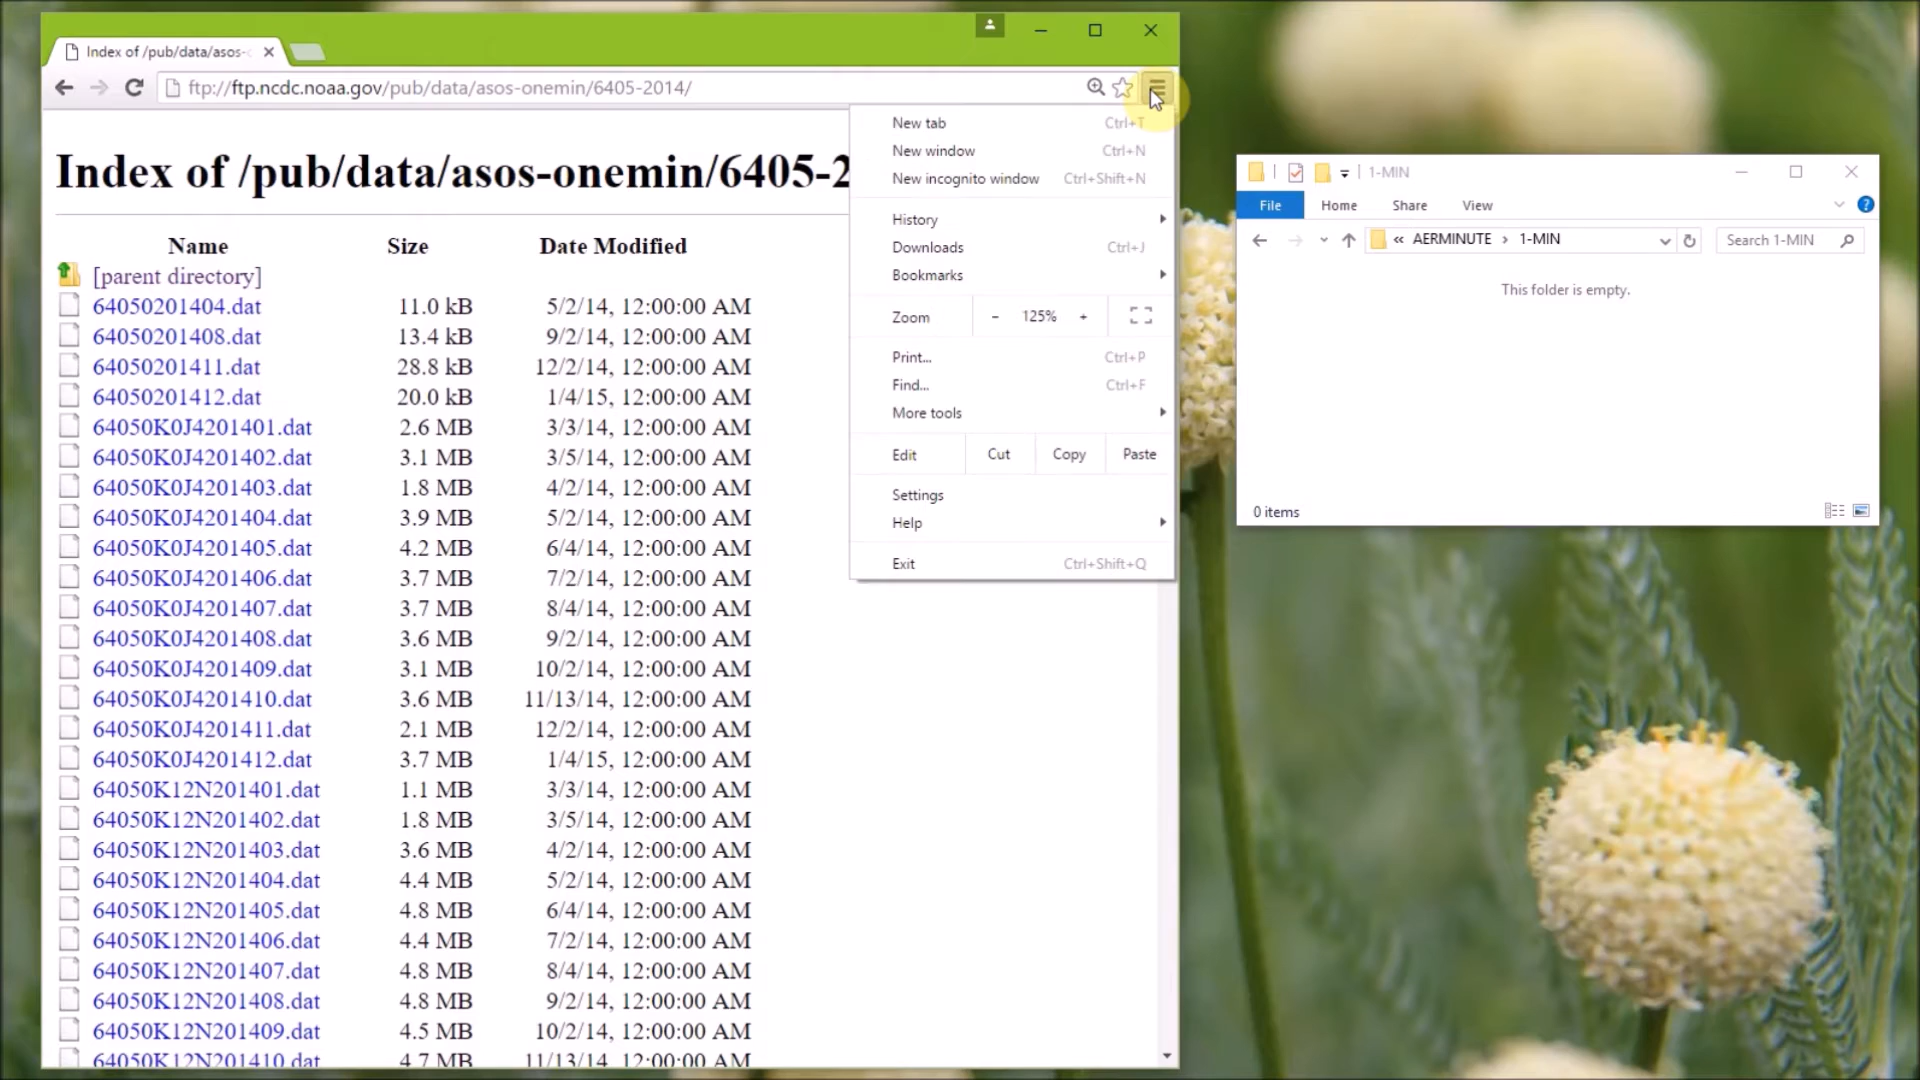 Index of /pub/data/asos-
ftp://ftp.ncdc.noaa.gov/pub/data/asos-onemin/6405-2014/
Index of /pub/data/asos-onemin/6405-2
Name Size Date Modified
[parent directory]
64050201404.dat 11.0 kB 5/2/14, 12:00:00 AM
64050201408.dat 13.4 kB 9/2/14, 12:00:00 AM
64050201411.dat 28.8 kB 12/2/14, 12:00:00 AM
64050201412.dat 20.0 kB 1/4/15, 12:00:00 AM
64050K0J4201401.dat 2.6 MB 3/3/14, 12:00:00 AM
64050K0J4201402.dat 3.1 MB 3/5/14, 12:00:00 AM
64050K0J4201403.dat 1.8 MB 4/2/14, 12:00:00 AM
64050K0J4201404.dat 3.9 MB 5/2/14, 12:00:00 AM
64050K0J4201405.dat 4.2 MB 6/4/14, 12:00:00 AM
64050K0J4201406.dat 3.7 MB 7/2/14, 12:00:00 AM
64050K0J4201407.dat 3.7 MB 8/4/14, 12:00:00 AM
64050K0J4201408.dat 3.6 MB 9/2/14, 12:00:00 AM
64050K0J4201409.dat 3.1 MB 10/2/14, 12:00:00 AM
64050K0J4201410.dat 3.6 MB 11/13/14, 12:00:00 AM
64050K0J4201411.dat 2.1 MB 12/2/14, 12:00:00 AM
64050K0J4201412.dat 3.7 MB 1/4/15, 12:00:00 AM
64050K12N201401.dat 1.1 MB 3/3/14, 12:00:00 AM
64050K12N201402.dat 1.8 MB 3/5/14, 12:00:00 AM
64050K12N201403.dat 3.6 MB 4/2/14, 12:00:00 AM
64050K12N201404.dat 4.4 MB 5/2/14, 12:00:00 AM
64050K12N201405.dat 4.8 MB 6/4/14, 12:00:00 AM
64050K12N201406.dat 4.4 MB 7/2/14, 12:00:00 AM
64050K12N201407.dat 4.8 MB 8/4/14, 12:00:00 AM
64050K12N201408.dat 4.8 MB 9/2/14, 12:00:00 AM
64050K12N201409.dat 4.5 MB 10/2/14, 12:00:00 AM
64050K12N201410.dat 4.7 MB 11/13/14, 12:00:00 AM
New tab Ctrl+T
New window Ctrl+N
New incognito window Ctrl+Shift+N
History
Downloads Ctrl+J
Bookmarks
Zoom - 125% +
Print... Ctrl+P
Find... Ctrl+F
More tools
Edit Cut Copy Paste
Settings
Help
Exit Ctrl+Shift+Q
1-MIN
File Home Share View
« AERMINUTE › 1-MIN Search 1-MIN
This folder is empty.
0 items